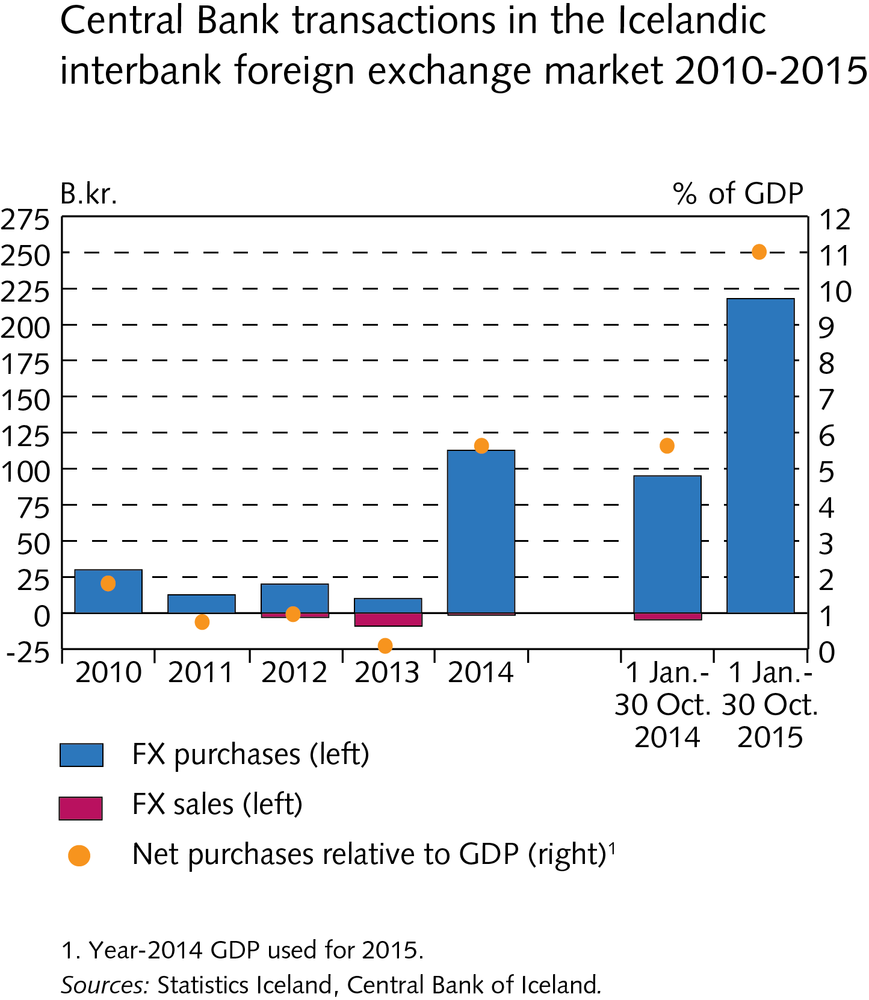 Central Bank transactions in the Icelandic
interbank foreign exchange market 2010-2015
B.kr.
% of GDP
275
250
225
200
175
150
125
100
75
50
25
0
-25
12
11
10
9
8
7
6
5
4
3
2
1
0
2010
2011
2012
2013
2014
1 Jan.-
30 Oct.
2014
1 Jan.-
30 Oct.
2015
FX purchases (left)
FX sales (left)
Net purchases relative to GDP (right)¹
1. Year-2014 GDP used for 2015.
Sources: Statistics Iceland, Central Bank of Iceland.